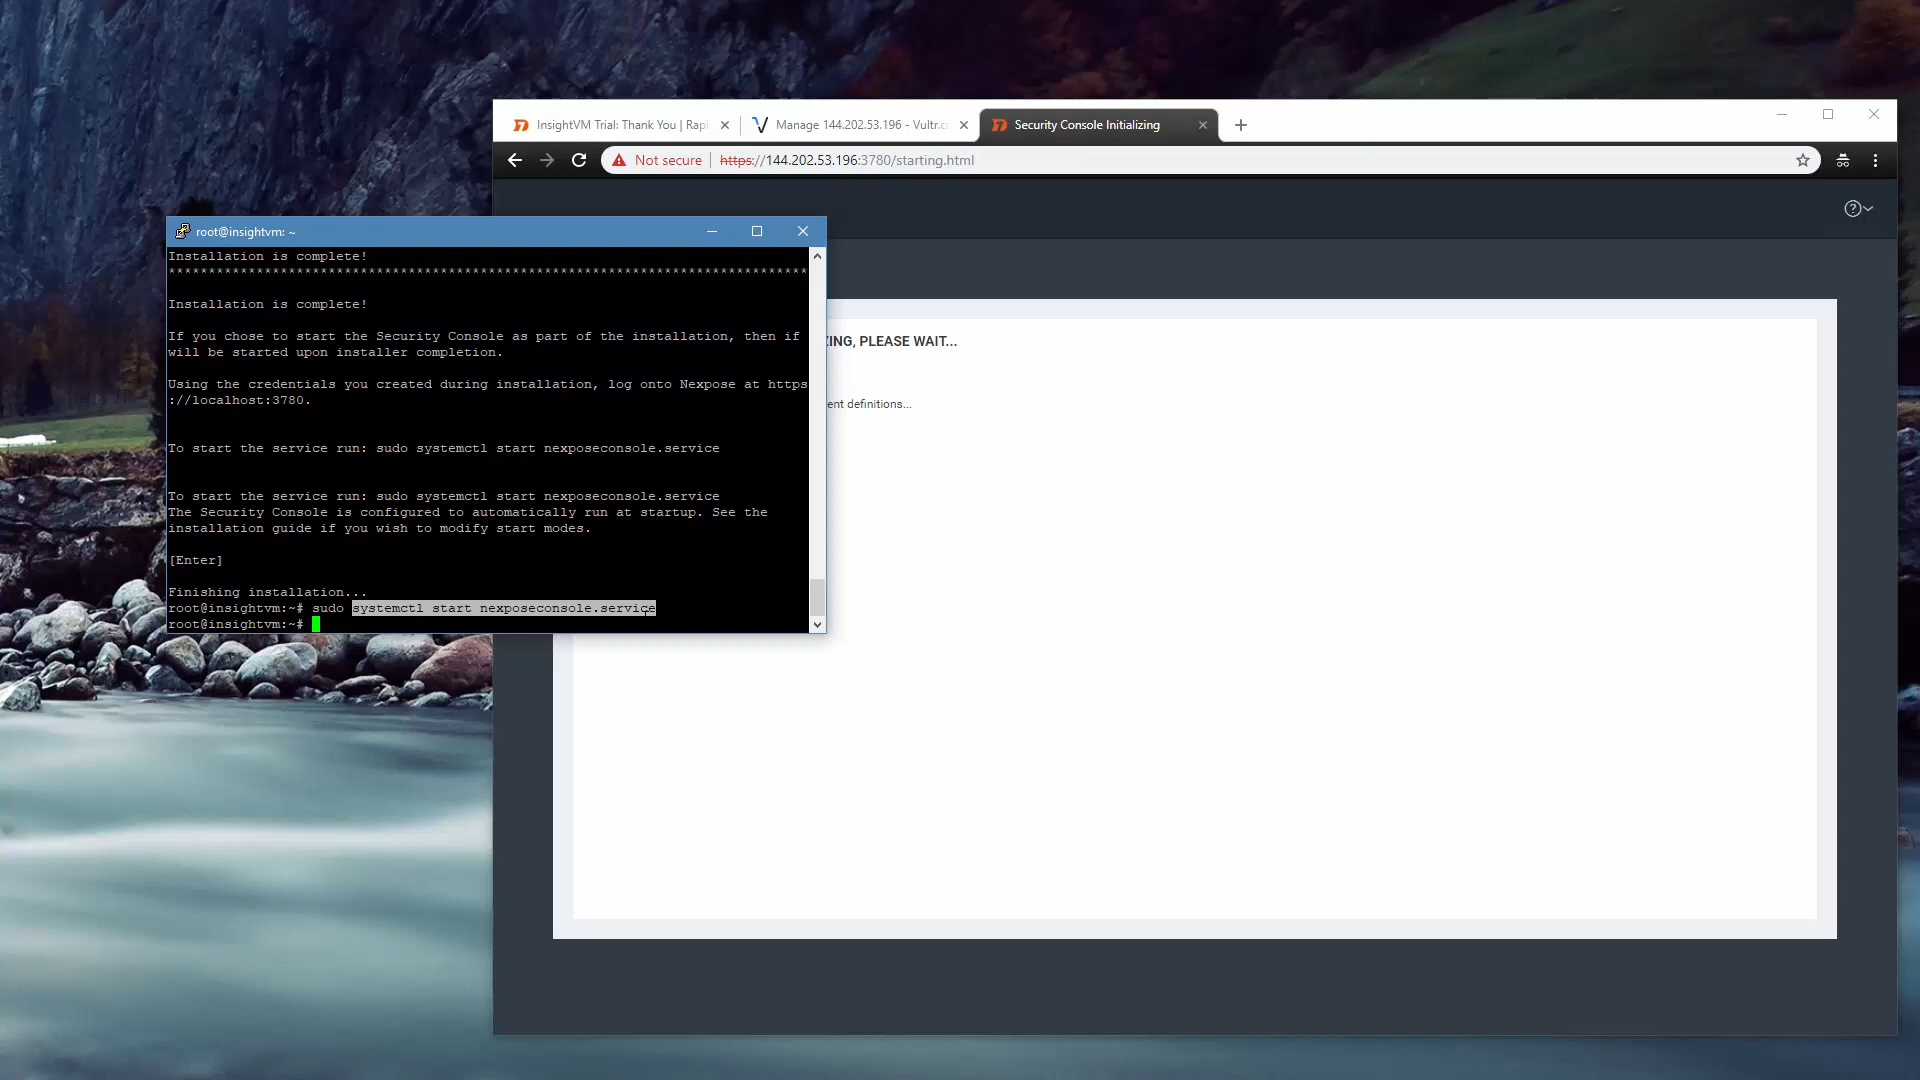 InsightVM Trial: Thank You | Rapi
Manage 144.202.53.196 - Vultr.c
Security Console Initializing
Not secure
https://144.202.53.196:3780/starting.html
root@insightvm: ~
Installation is complete!
********************************************************************************
Installation is complete!
If you chose to start the Security Console as part of the installation, then if
will be started upon installer completion.
Using the credentials you created during installation, log onto Nexpose at https
://localhost:3780.
To start the service run: sudo systemctl start nexposeconsole.service
To start the service run: sudo systemctl start nexposeconsole.service
The Security Console is configured to automatically run at startup. See the
installation guide if you wish to modify start modes.
[Enter]
Finishing installation...
root@insightvm:~# sudo systemctl start nexposeconsole.service
root@insightvm:~#
ZING, PLEASE WAIT...
ent definitions...